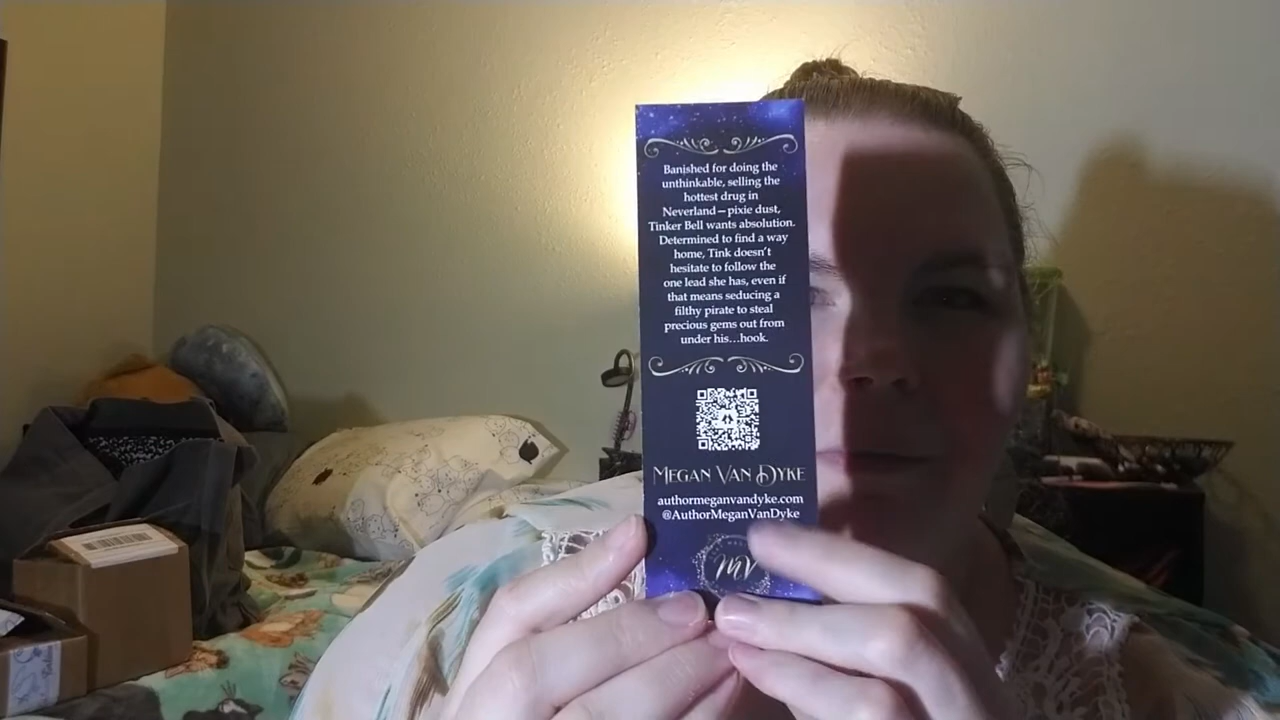 Banished for doing the
unthinkable, selling the
hottest drug in
Neverland—pixie dust,
Tinker Bell wants absolution.
Determined to find a way
home, Tink doesn't
hesitate to follow the
one lead she has, even if
that means seducing a
filthy pirate to steal
precious gems out from
under his...hook.
MEGAN VAN DYKE
authormeganvandyke.com
@AuthorMeganVanDyke
MV